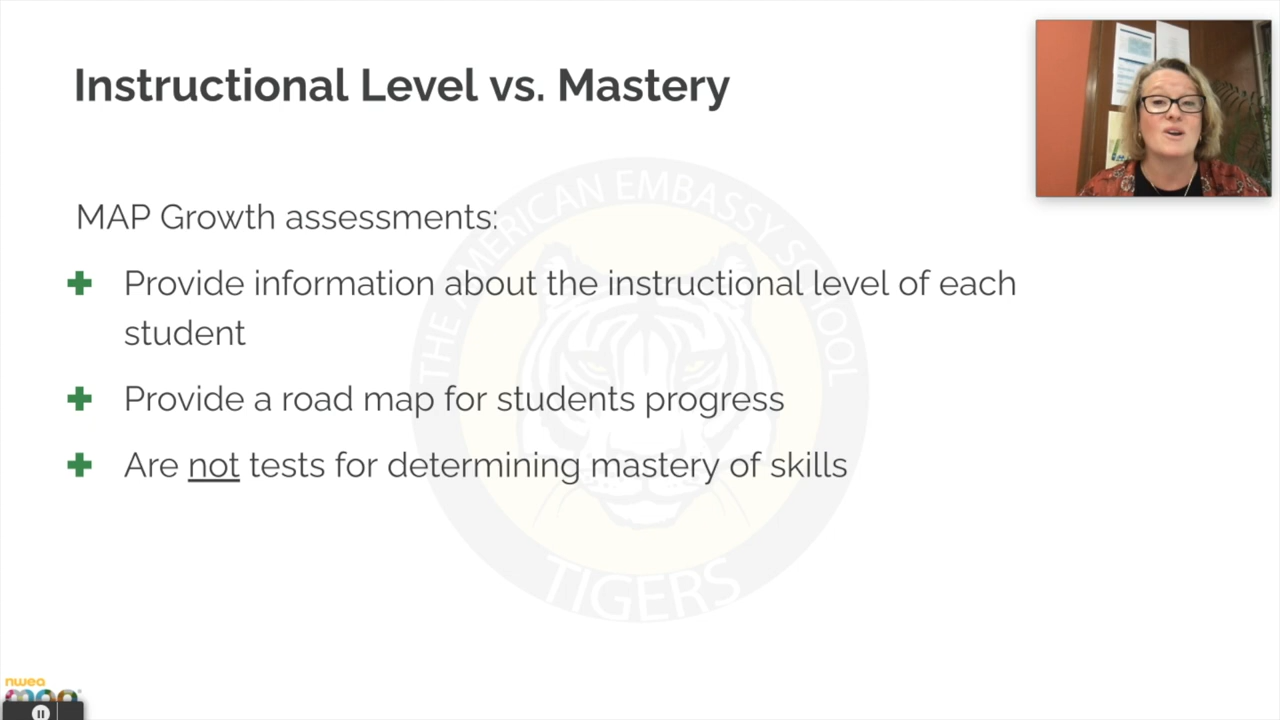 Instructional Level vs. Mastery
MAP Growth assessments:
Provide information about the instructional level of each
student
Provide a road map for students progress
Are not tests for determining mastery of skills
THE AMERICAN EMBASSY SCHOOL
TIGERS
nwea
map